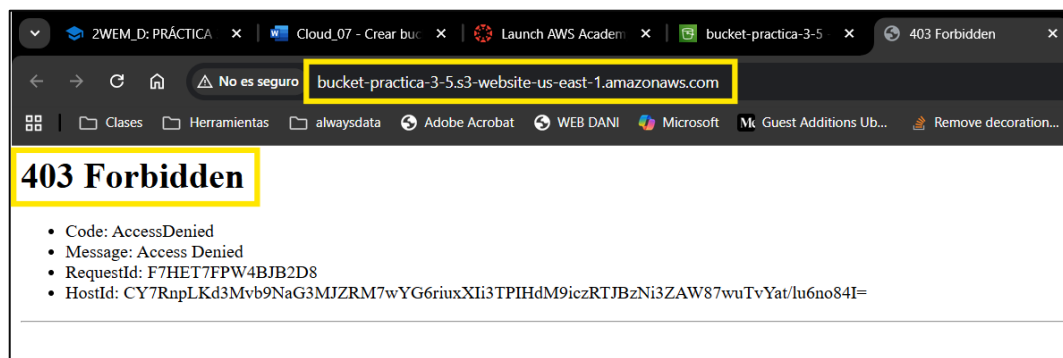 2WEM_D: PRÁCTICA
Cloud_07 - Crear buc
Launch AWS Academ
bucket-practica-3-5 -
403 Forbidden
No es seguro
bucket-practica-3-5.s3-website-us-east-1.amazonaws.com
Clases
Herramientas
alwaysdata
Adobe Acrobat
WEB DANI
Microsoft
Guest Additions Ub...
Remove decoration...
403 Forbidden
• Code: AccessDenied
• Message: Access Denied
• RequestId: F7HET7FPW4BJB2D8
• HostId: CY7RnpLKd3Mvb9NaG3MJZRM7wYG6riuxXIi3TPIHdM9iczRTJBzNi3ZAW87wuTvYat/lu6no84I=